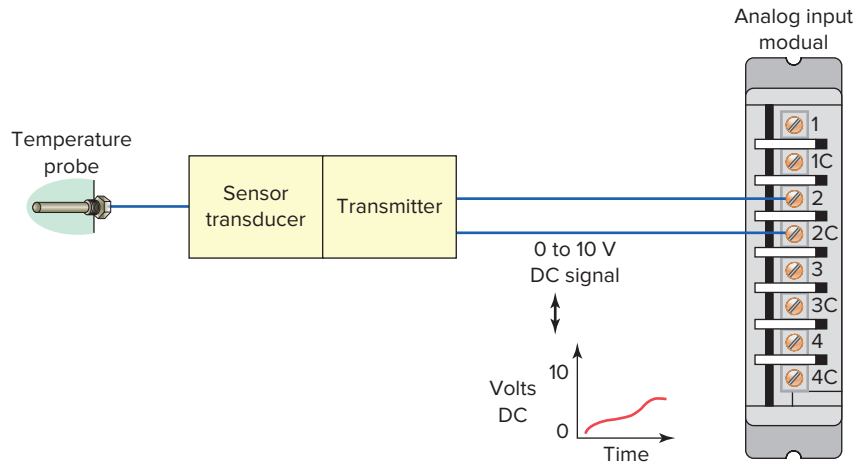 Analog input
modual
Temperature
probe
Sensor
transducer
Transmitter
1
1C
2
2C
3
3C
4
4C
0 to 10 V
DC signal
10
Volts
DC
0
Time